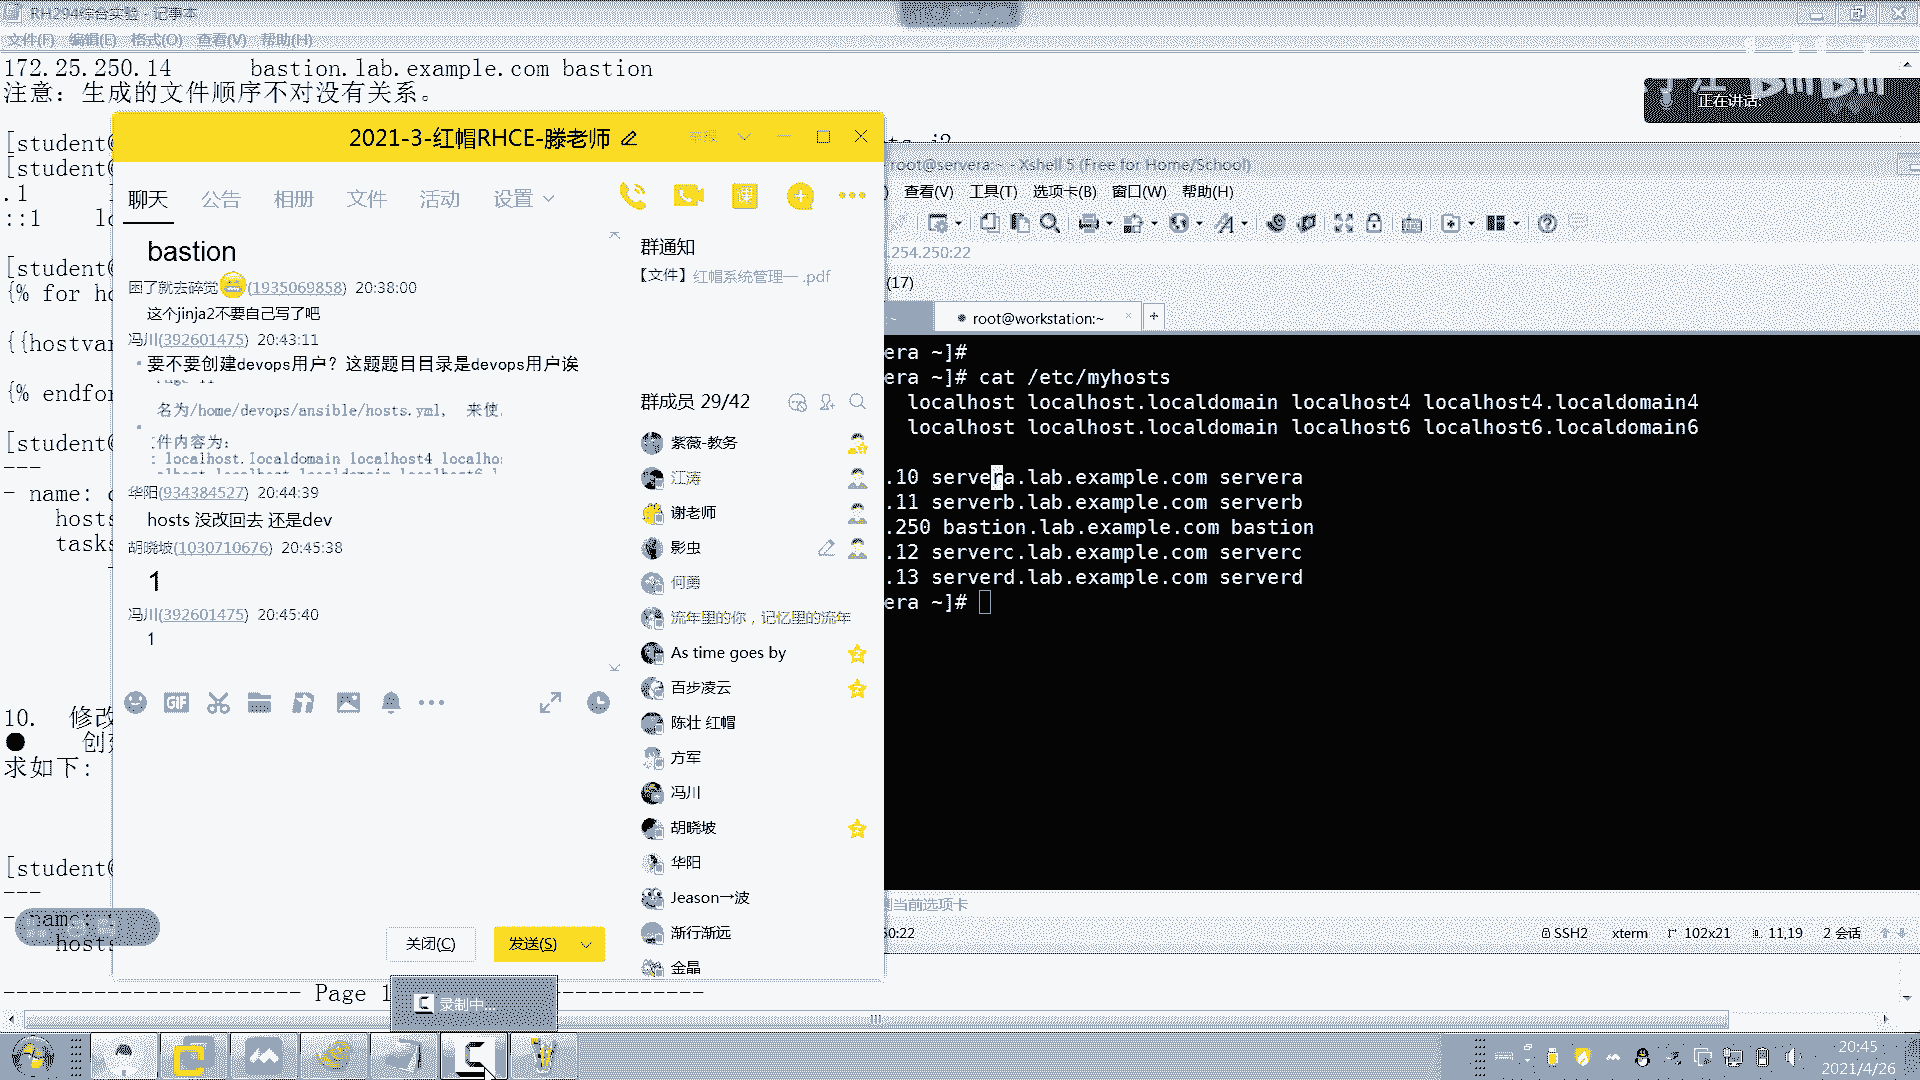 RH294综合实验 - 记事本
文件(F) 编辑(E) 格式(O) 查看(V) 帮助(H)
172.25.250.14 bastion.lab.example.com bastion
注意：生成的文件顺序不对没有关系。
[student@
[student@
.1
::1 lo
[student@
{% for ho
{{hostvar
{% endfor
[student@
---
- name: c
hosts
tasks
10. 修改
● 创建
求如下：
[student@
---
- name:
hosts
Page 1
2021-3-红帽RHCE-滕老师
聊天 公告 相册 文件 活动 设置
bastion
困了就去碎觉(1935069858) 20:38:00
这个jinja2不要自己写了吧
冯川(392601475) 20:43:11
要不要创建devops用户？这题题目目录是devops用户诶
名为/home/devops/ansible/hosts.yml， 来使
件内容为：
localhost.localdomain localhost4 localhos
华阳(934384527) 20:44:39
hosts 没改回去 还是dev
胡晓坡(1030710676) 20:45:38
1
冯川(392601475) 20:45:40
1
关闭(C) 发送(S)
群通知
【文件】红帽系统管理一 .pdf
群成员 29/42
紫薇-教务
江涛
谢老师
影虫
何勇
流年里的你，记忆里的流年
As time goes by
百步凌云
陈壮 红帽
方军
冯川
胡晓坡
华阳
Jeason→波
渐行渐远
金晶
正在讲话:
root@servera:~ - Xshell 5 (Free for Home/School)
查看(V) 工具(T) 选项卡(B) 窗口(W) 帮助(H)
.254.250:22
(17)
root@workstation:~
era ~]#
era ~]# cat /etc/myhosts
localhost localhost.localdomain localhost4 localhost4.localdomain4
localhost localhost.localdomain localhost6 localhost6.localdomain6
.10 servera.lab.example.com servera
.11 serverb.lab.example.com serverb
.250 bastion.lab.example.com bastion
.12 serverc.lab.example.com serverc
.13 serverd.lab.example.com serverd
era ~]#
当前选项卡
50:22
SSH2 xterm 102x21 11,19 2 会话
录制中...
20:45
2021/4/26